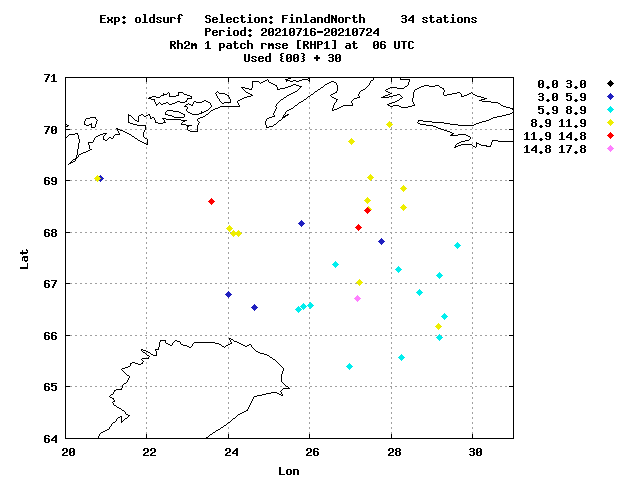 Exp: oldsurf Selection: FinlandNorth 34 stations
Period: 20210716-20210724
Rh2m 1 patch rmse [RHP1] at 06 UTC
Used {00} + 30
0.0 3.0
3.0 5.9
5.9 8.9
8.9 11.9
11.9 14.8
14.8 17.8
71
70
69
68
67
66
65
64
Lat
20 22 24 26 28 30
Lon